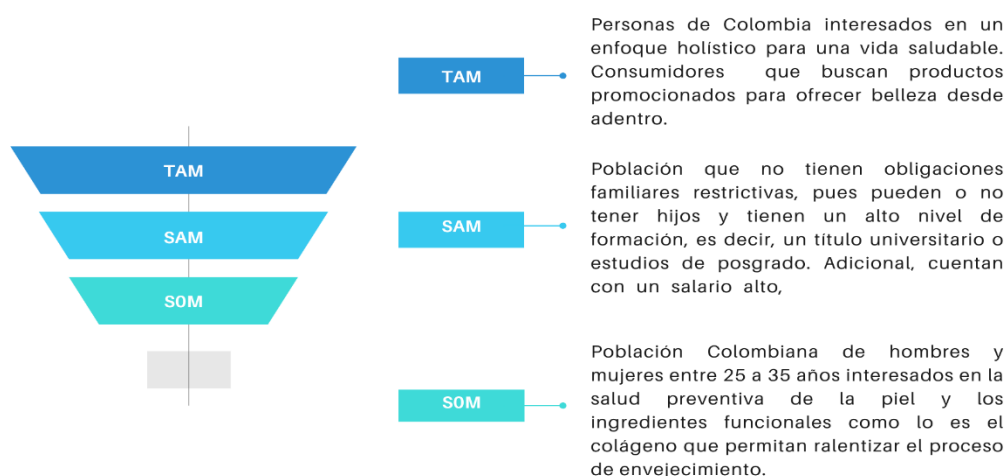 TAM
SAM
SOM
TAM
Personas de Colombia interesados en un
enfoque holístico para una vida saludable.
Consumidores que buscan productos
promocionados para ofrecer belleza desde
adentro.
SAM
Población que no tienen obligaciones
familiares restrictivas, pues pueden o no
tener hijos y tienen un alto nivel de
formación, es decir, un título universitario o
estudios de posgrado. Adicional, cuentan
con un salario alto,
SOM
Población Colombiana de hombres y
mujeres entre 25 a 35 años interesados en la
salud preventiva de la piel y los
ingredientes funcionales como lo es el
colágeno que permitan ralentizar el proceso
de envejecimiento.